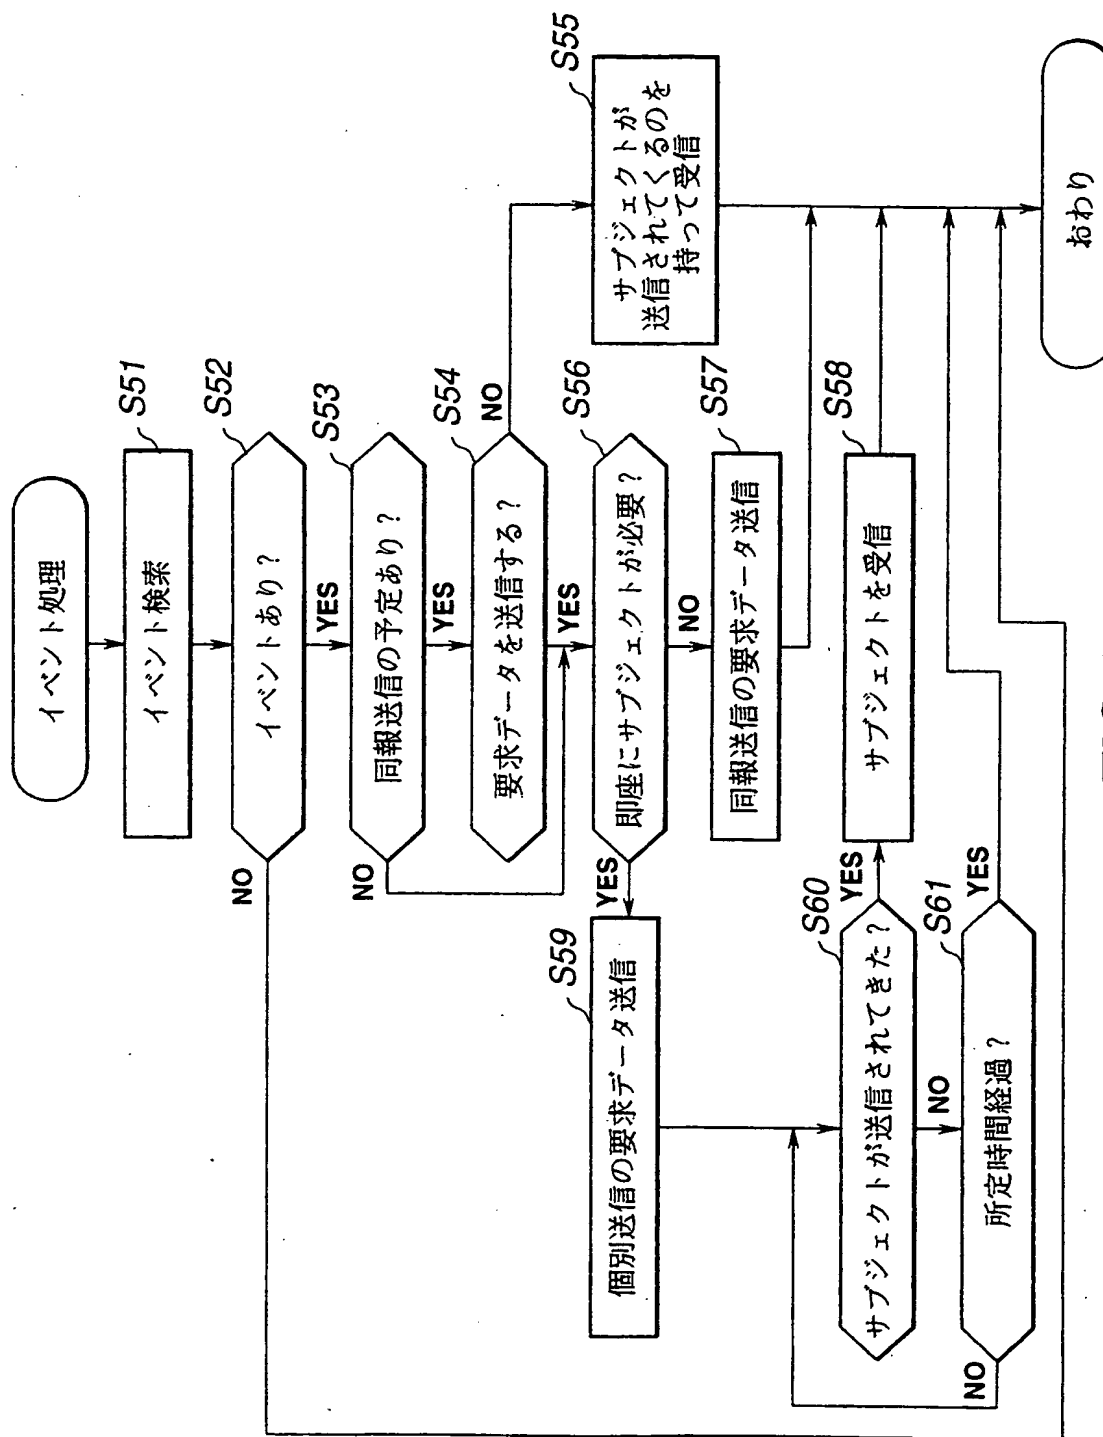 イベント処理
S51
イベント検索
S52
イベントあり?
NO
YES
S53
同報送信の予定あり?
NO
YES
S54
要求データを送信する?
NO
YES
S55
サブジェクトが
送信されてくるのを
持って受信
S56
即座にサブジェクトが必要?
YES
NO
S57
同報送信の要求データ送信
S59
個別送信の要求データ送信
S60
サブジェクトが送信されてきた?
YES
NO
S58
サブジェクトを受信
S61
所定時間経過?
YES
NO
おわり